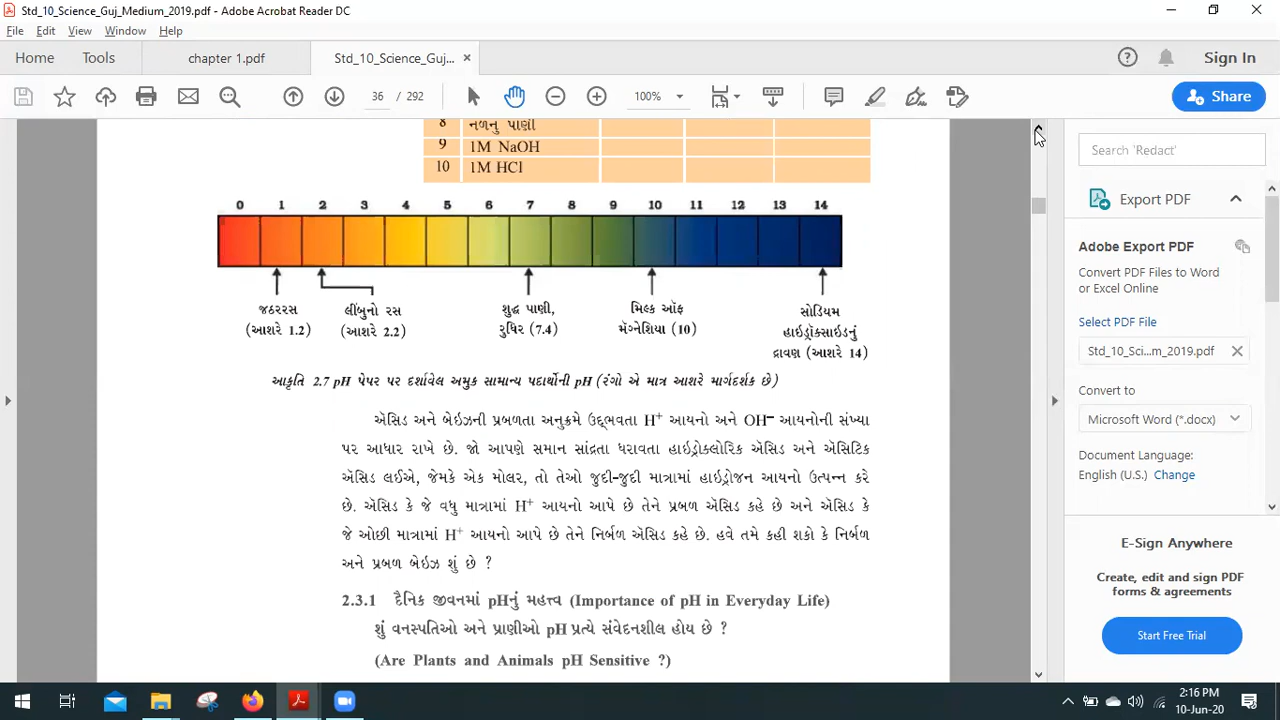 Std_10_Science_Guj_Medium_2019.pdf - Adobe Acrobat Reader DC
File Edit View Window Help
Home Tools chapter 1.pdf Std_10_Science_Guj... × Sign In
36 / 292 100% Share
8 નળનુ પાણી
9 1M NaOH
10 1M HCl
0 1 2 3 4 5 6 7 8 9 10 11 12 13 14
જઠરરસ
(આશરે 1.2)
લીંબુનો રસ
(આશરે 2.2)
શુદ્ધ પાણી,
રુધિર (7.4)
મિલ્ક ઑફ
મૅગ્નેશિયા (10)
સોડિયમ
હાઇડ્રૉક્સાઇડનું
દ્રાવણ (આશરે 14)
આકૃતિ 2.7 pH પેપર પર દર્શાવેલ અમુક સામાન્ય પદાર્થોની pH (રંગો એ માત્ર આશરે માર્ગદર્શક છે)
ઍસિડ અને બેઇઝની પ્રબળતા અનુક્રમે ઉદ્ભવતા H⁺ આયનો અને OH⁻ આયનોની સંખ્યા
પર આધાર રાખે છે. જો આપણે સમાન સાંદ્રતા ધરાવતા હાઇડ્રોક્લોરિક ઍસિડ અને ઍસિટિક
ઍસિડ લઈએ, જેમકે એક મોલર, તો તેઓ જુદી-જુદી માત્રામાં હાઇડ્રોજન આયનો ઉત્પન્ન કરે
છે. ઍસિડ કે જે વધુ માત્રામાં H⁺ આયનો આપે છે તેને પ્રબળ ઍસિડ કહે છે અને ઍસિડ કે
જે ઓછી માત્રામાં H⁺ આયનો આપે છે તેને નિર્બળ ઍસિડ કહે છે. હવે તમે કહી શકો કે નિર્બળ
અને પ્રબળ બેઇઝ શું છે ?
2.3.1 દૈનિક જીવનમાં pHનું મહત્ત્વ (Importance of pH in Everyday Life)
શું વનસ્પતિઓ અને પ્રાણીઓ pH પ્રત્યે સંવેદનશીલ હોય છે ?
(Are Plants and Animals pH Sensitive ?)
Search 'Redact'
Export PDF
Adobe Export PDF
Convert PDF Files to Word
or Excel Online
Select PDF File
Std_10_Sci...m_2019.pdf ×
Convert to
Microsoft Word (*.docx)
Document Language:
English (U.S.) Change
E-Sign Anywhere
Create, edit and sign PDF
forms & agreements
Start Free Trial
2:16 PM
10-Jun-20